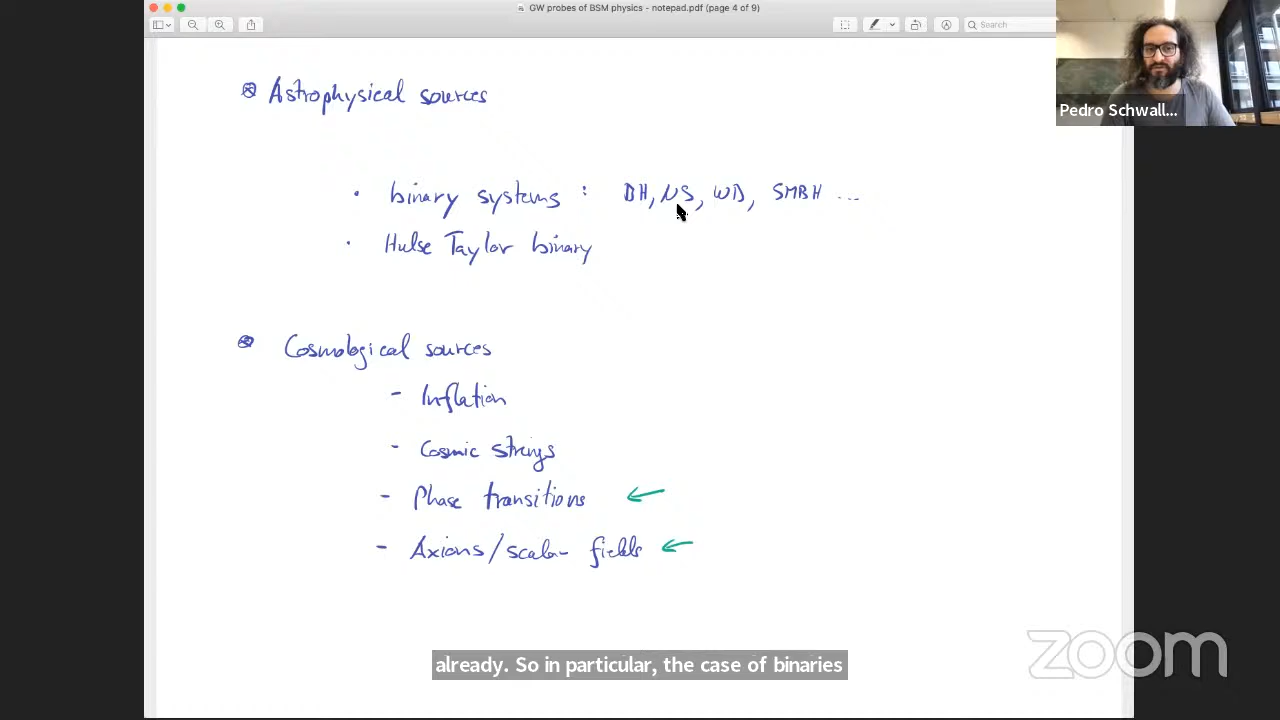 GW probes of BSM physics - notepad.pdf (page 4 of 9)
Search
Pedro Schwall...
Astrophysical sources
· binary systems : BH, NS, WD, SMBH ...
· Hulse Taylor binary
Cosmological sources
- Inflation
- Cosmic strings
- Phase transitions ←
- Axions/scalar fields ←
already. So in particular, the case of binaries
zoom